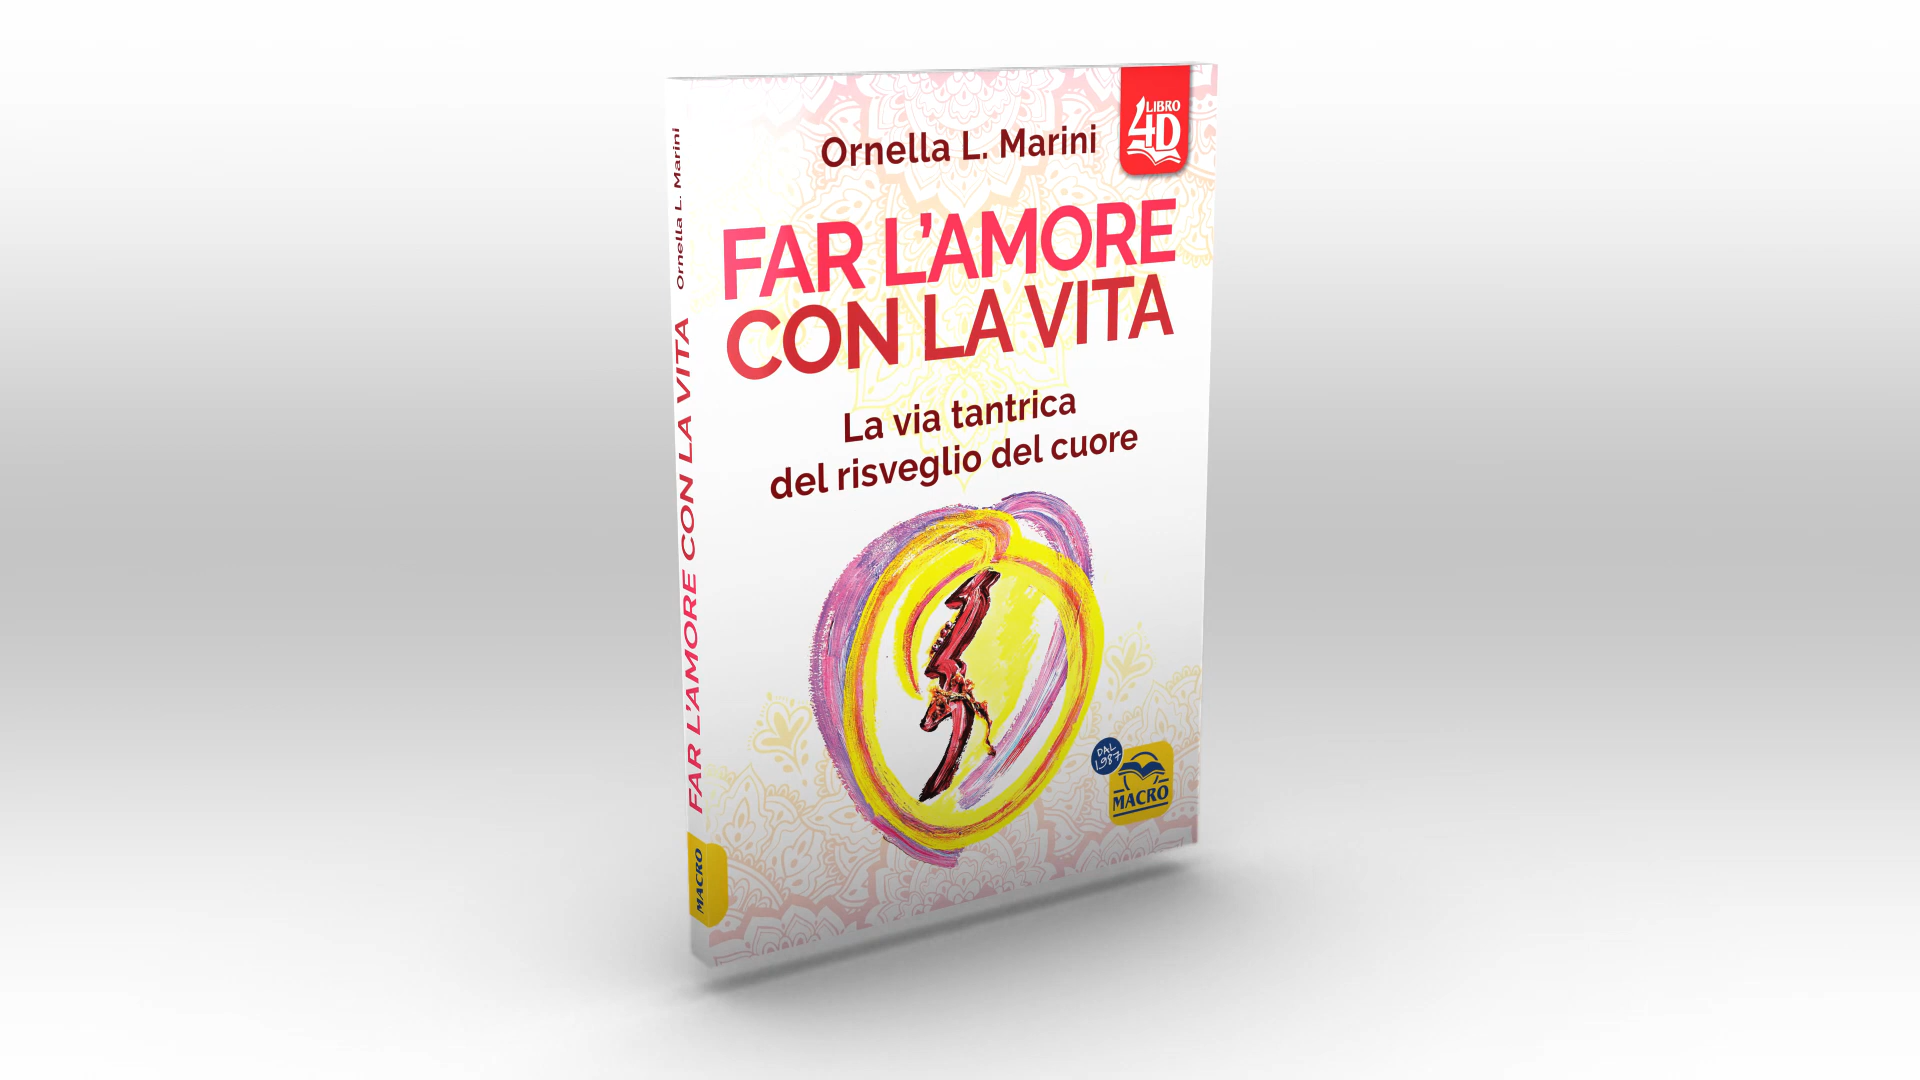 Ornella L. Marini
LIBRO
4D
FAR L'AMORE
CON LA VITA
La via tantrica
del risveglio del cuore
DAL
1987
MACRO
Ornella L. Marini
FAR L'AMORE CON LA VITA
MACRO